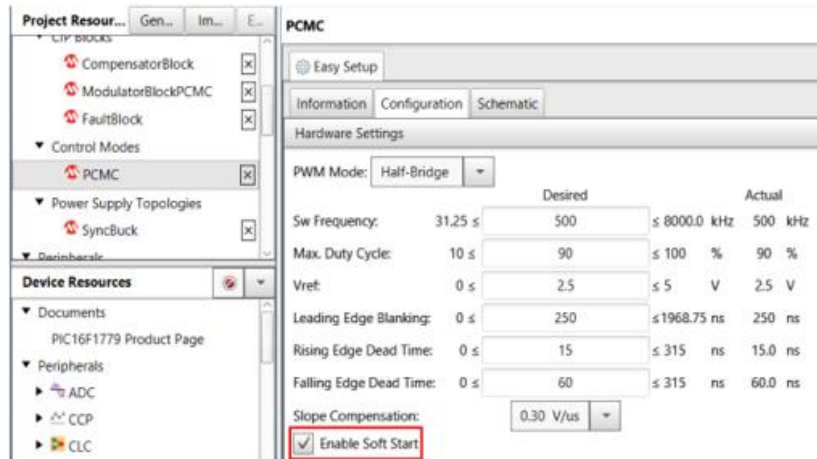 Project Resour... Gen... Im... E...
CIP Blocks
CompensatorBlock
ModulatorBlockPCMC
FaultBlock
Control Modes
PCMC
Power Supply Topologies
SyncBuck
Peripherals
Device Resources
Documents
PIC16F1779 Product Page
Peripherals
ADC
CCP
CLC
PCMC
Easy Setup
Information Configuration Schematic
Hardware Settings
PWM Mode: Half-Bridge
Desired Actual
Sw Frequency: 31.25 ≤ 500 ≤ 8000.0 kHz 500 kHz
Max. Duty Cycle: 10 ≤ 90 ≤ 100 % 90 %
Vref: 0 ≤ 2.5 ≤ 5 V 2.5 V
Leading Edge Blanking: 0 ≤ 250 ≤1968.75 ns 250 ns
Rising Edge Dead Time: 0 ≤ 15 ≤ 315 ns 15.0 ns
Falling Edge Dead Time: 0 ≤ 60 ≤ 315 ns 60.0 ns
Slope Compensation: 0.30 V/us
Enable Soft Start